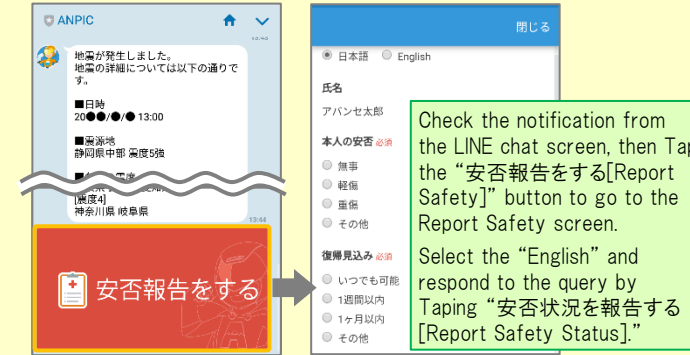 ANPIC
地震が発生しました。
地震の詳細については以下の通りで
す。
■日時
20●●/●/● 13:00
■震源地
静岡県中部 震度5強
[震度4]
神奈川県 岐阜県
13:44
安否報告をする
閉じる
日本語 English
氏名
アバンセ太郎
本人の安否 必須
無事
軽傷
重傷
その他
復帰見込み 必須
いつでも可能
1週間以内
1ヶ月以内
その他
Check the notification from
the LINE chat screen, then Tap
the “安否報告をする[Report
Safety]” button to go to the
Report Safety screen.
Select the “English” and
respond to the query by
Taping “安否状況を報告する
[Report Safety Status].”